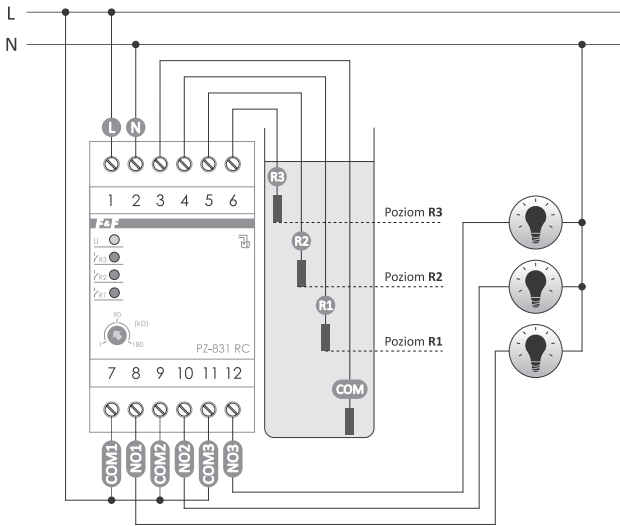 L
N
L N
1 2 3 4 5 6
F&F
U
R3
R2
R1
90
[kΩ]
1 180
PZ-831 RC
7 8 9 10 11 12
COM1 NO1 COM2 NO2 COM3 NO3
R3
Poziom R3
R2
Poziom R2
R1
Poziom R1
COM